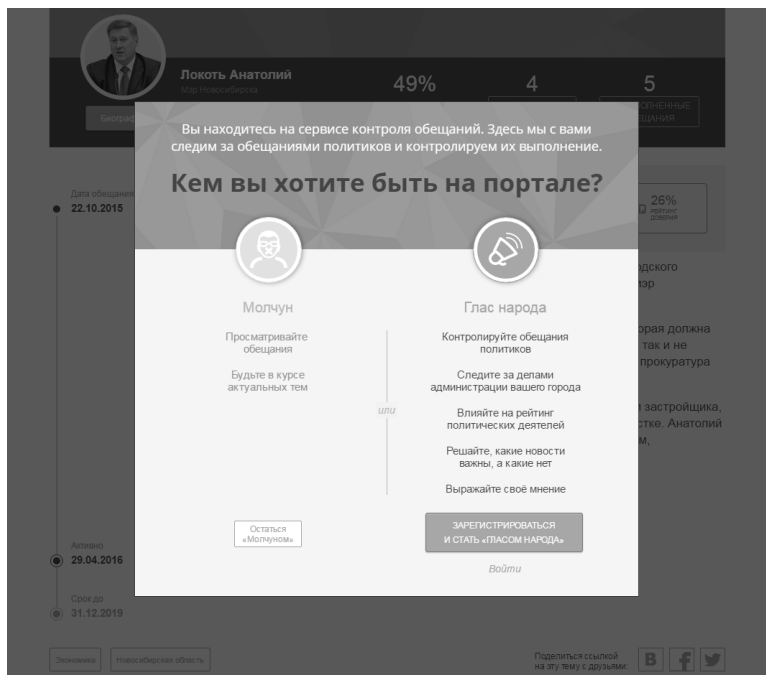 Локоть Анатолий
Мэр Новосибирска
49%
4
5
Биограф
ОЛНЕННЫЕ
ЕЩАНИЯ
Вы находитесь на сервисе контроля обещаний. Здесь мы с вами
следим за обещаниями политиков и контролируем их выполнение.
Кем вы хотите быть на портале?
Дата обещания
22.10.2015
26%
РЕЙТИНГ
ДОВЕРИЯ
одского
мэр
орая должна
так и не
прокуратура
застройщика,
стке. Анатолий
м,
Молчун
Просматривайте
обещания
Будьте в курсе
актуальных тем
Остаться
«Молчуном»
или
Глас народа
Контролируйте обещания
политиков
Следите за делами
администрации вашего города
Влияйте на рейтинг
политических деятелей
Решайте, какие новости
важны, а какие нет
Выражайте своё мнение
ЗАРЕГИСТРИРОВАТЬСЯ
И СТАТЬ «ГЛАСОМ НАРОДА»
Войти
Активно
29.04.2016
Срок до
31.12.2019
Экономика
Новосибирская область
Поделиться ссылкой
на эту тему с друзьями: